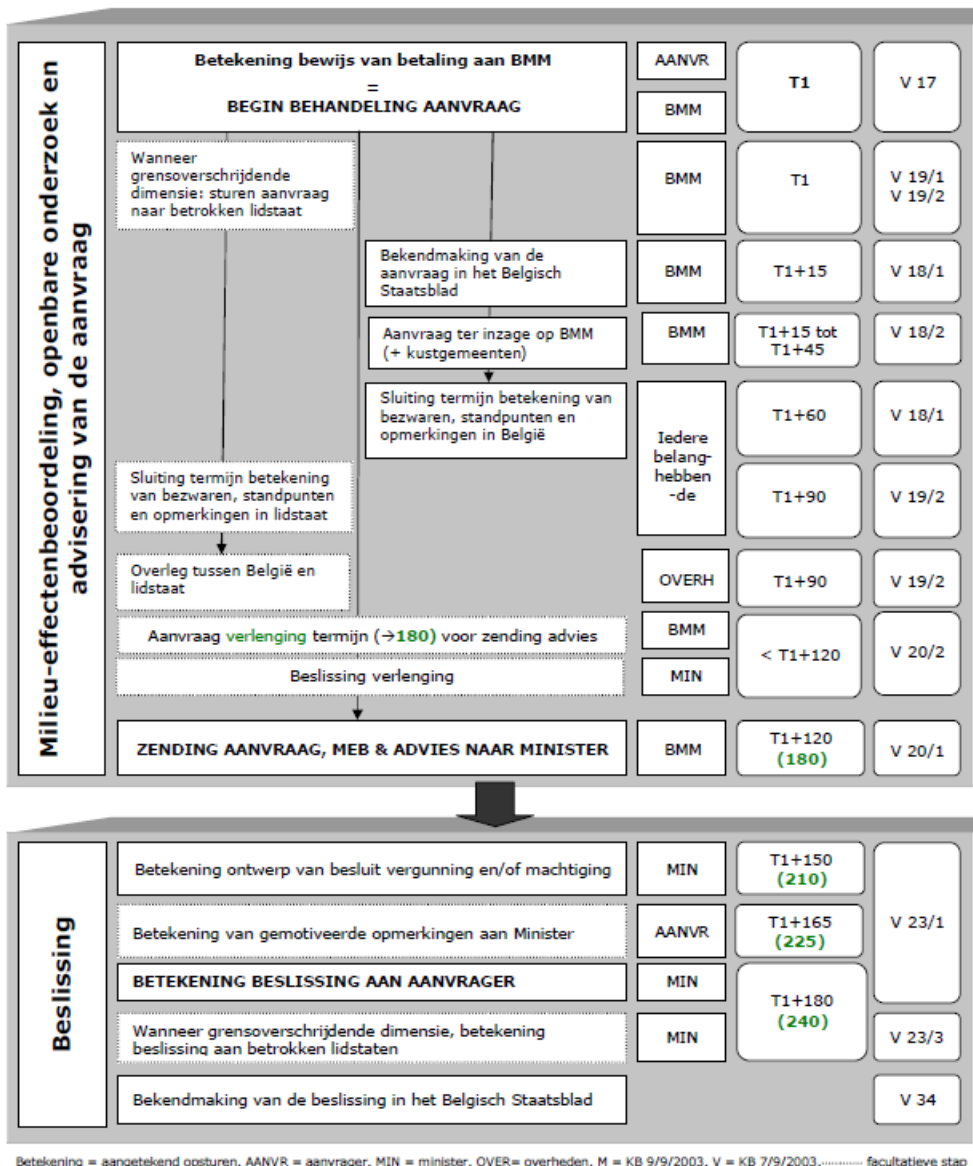 Milieu-effectenbeoordeling, openbare onderzoek en
advisering van de aanvraag
Betekening bewijs van betaling aan BMM
=
BEGIN BEHANDELING AANVRAAG
AANVR
BMM
T1
V 17
Wanneer
grensoverschrijdende
dimensie: sturen aanvraag
naar betrokken lidstaat
BMM
T1
V 19/1
V 19/2
Bekendmaking van de
aanvraag in het Belgisch
Staatsblad
BMM
T1+15
V 18/1
Aanvraag ter inzage op BMM
(+ kustgemeenten)
BMM
T1+15 tot
T1+45
V 18/2
Sluiting termijn betekening van
bezwaren, standpunten en
opmerkingen in België
Iedere
belang-
hebben
-de
T1+60
V 18/1
Sluiting termijn betekening
van bezwaren, standpunten
en opmerkingen in lidstaat
T1+90
V 19/2
Overleg tussen België en
lidstaat
OVERH
T1+90
V 19/2
Aanvraag verlenging termijn (→180) voor zending advies
BMM
< T1+120
V 20/2
Beslissing verlenging
MIN
ZENDING AANVRAAG, MEB & ADVIES NAAR MINISTER
BMM
T1+120
(180)
V 20/1
Beslissing
Betekening ontwerp van besluit vergunning en/of machtiging
MIN
T1+150
(210)
V 23/1
Betekening van gemotiveerde opmerkingen aan Minister
AANVR
T1+165
(225)
BETEKENING BESLISSING AAN AANVRAGER
MIN
T1+180
(240)
Wanneer grensoverschrijdende dimensie, betekening
beslissing aan betrokken lidstaten
MIN
V 23/3
Bekendmaking van de beslissing in het Belgisch Staatsblad
V 34
Betekening = aangetekend opsturen, AANVR = aanvrager, MIN = minister, OVER= overheden, M = KB 9/9/2003, V = KB 7/9/2003,.......... facultatieve stap